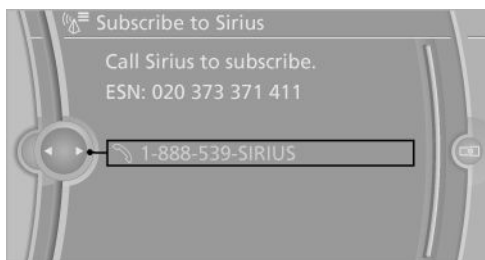 Subscribe to Sirius
Call Sirius to subscribe.
ESN: 020 373 371 411
1-888-539-SIRIUS